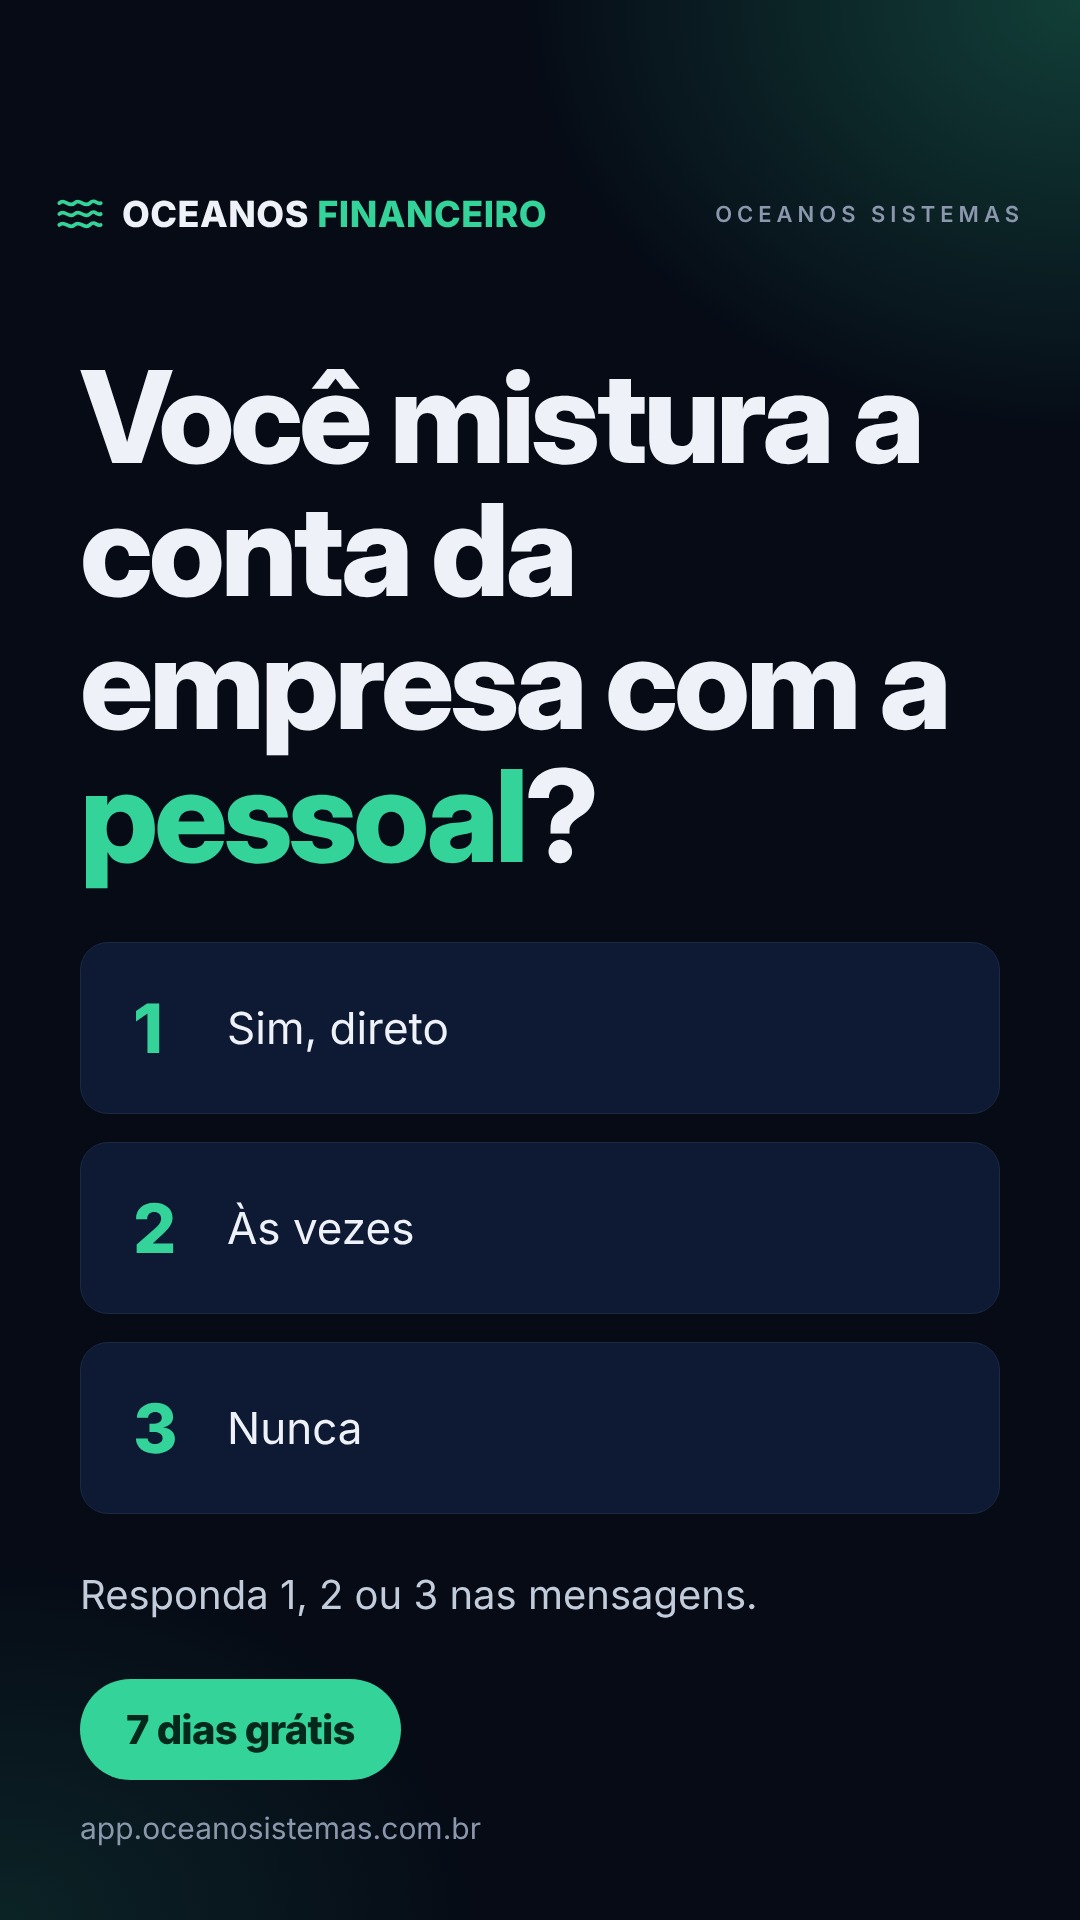 OCEANOS FINANCEIRO
OCEANOS SISTEMAS
Você mistura a
conta da
empresa com a
pessoal?
1 Sim, direto
2 Às vezes
3 Nunca
Responda 1, 2 ou 3 nas mensagens.
7 dias grátis
app.oceanosistemas.com.br